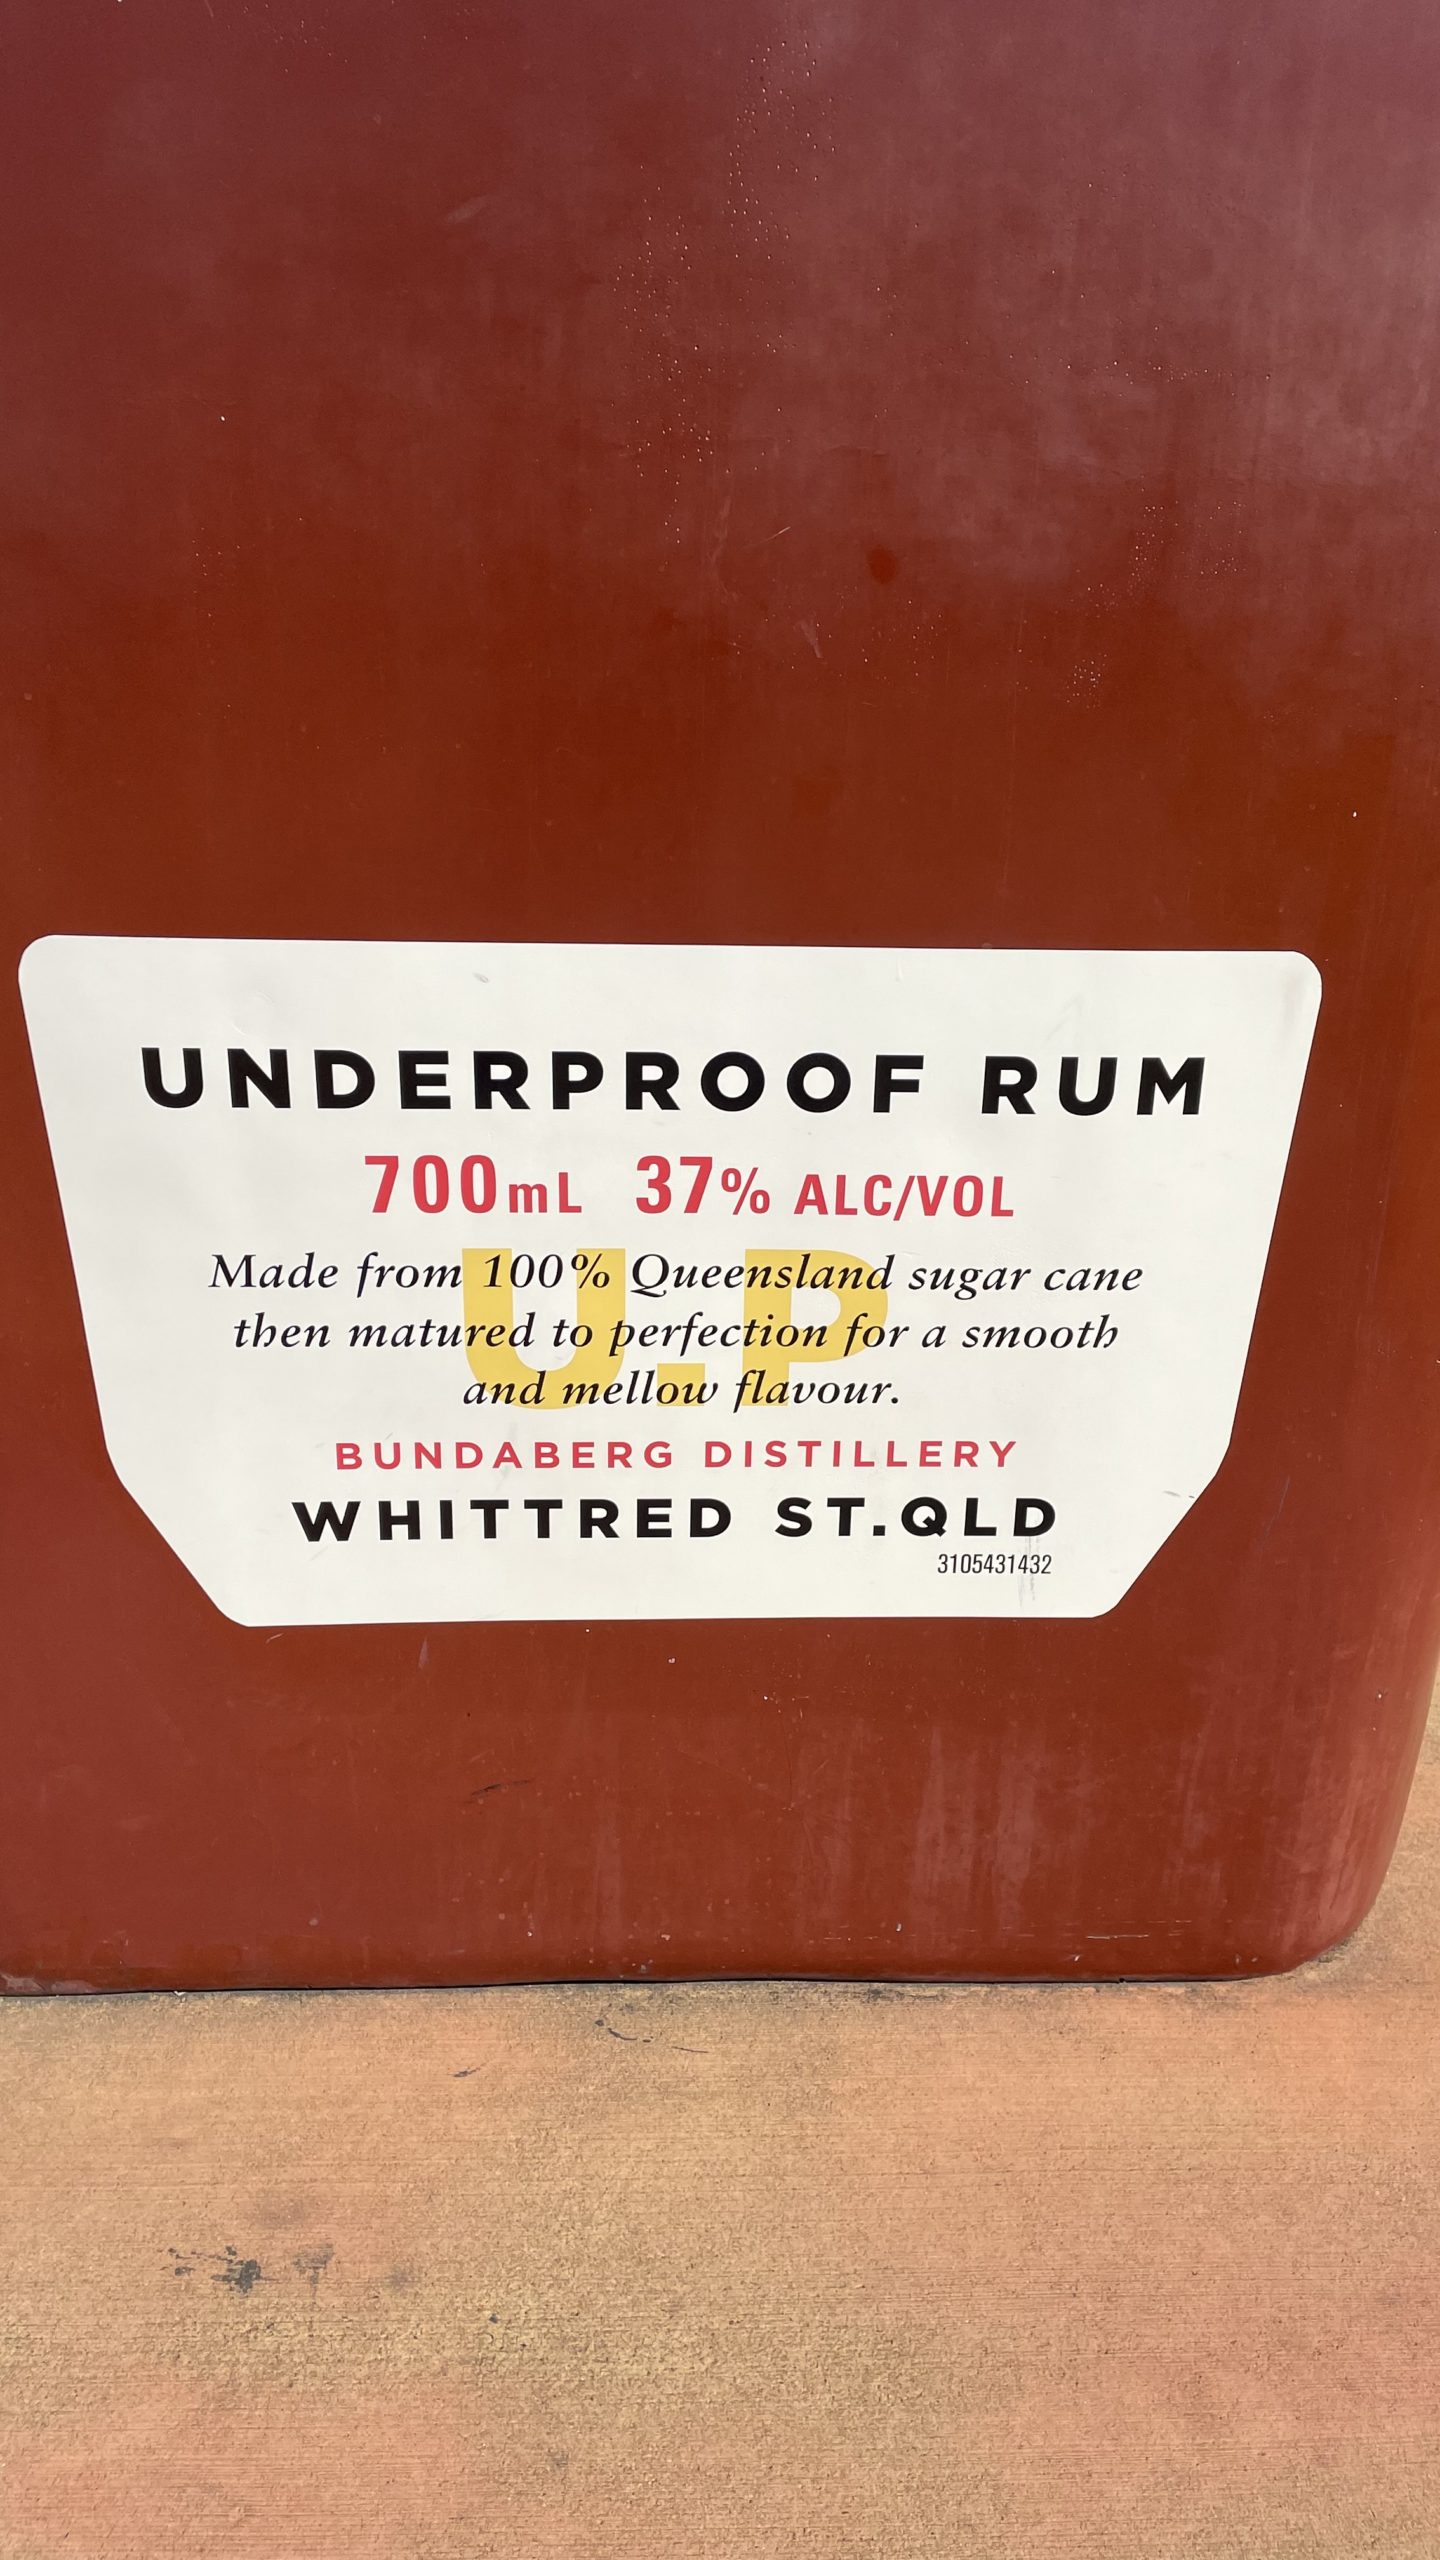 UNDERPROOF RUM
700mL 37% ALC/VOL
U.P
Made from 100% Queensland sugar cane
then matured to perfection for a smooth
and mellow flavour.
BUNDABERG DISTILLERY
WHITTRED ST.QLD
3105431432